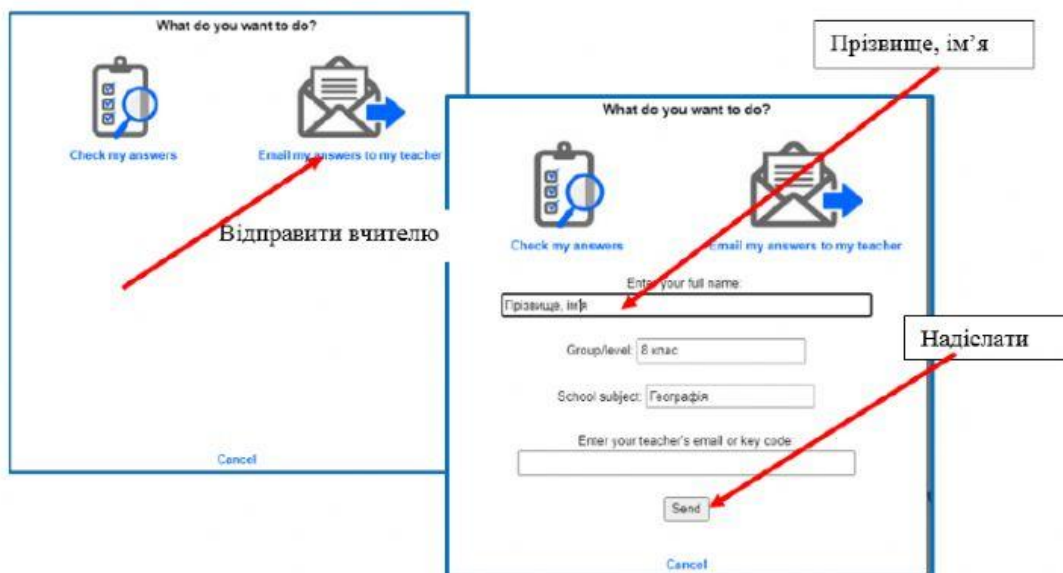 What do you want to do?
Check my answers
Email my answers to my teacher
Відправити вчителю
Cancel
Прізвище, ім’я
What do you want to do?
Check my answers
Email my answers to my teacher
Enter your full name:
Прізвище, ім'я
Group/level: 8 клас
Надіслати
School subject: Географія
Enter your teacher's email or key code:
Send
Cancel